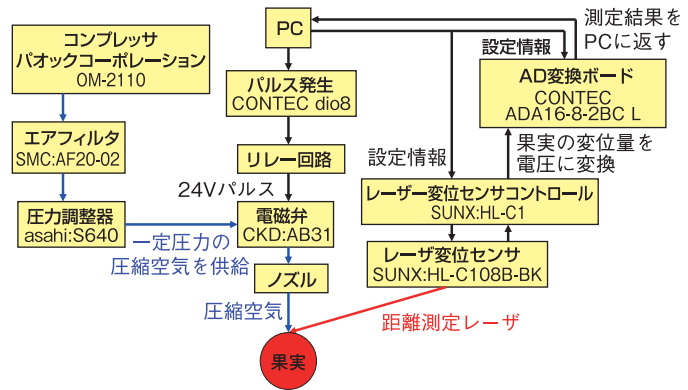 コンプレッサ
パオックコーポレーション
OM-2110
エアフィルタ
SMC:AF20-02
圧力調整器
asahi:S640
一定圧力の
圧縮空気を供給
PC
パルス発生
CONTEC dio8
リレー回路
24Vパルス
電磁弁
CKD:AB31
ノズル
圧縮空気
果実
測定結果を
PCに返す
設定情報
AD変換ボード
CONTEC
ADA16-8-2BC L
果実の変位量を
電圧に変換
設定情報
レーザー変位センサコントロール
SUNX:HL-C1
レーザ変位センサ
SUNX:HL-C108B-BK
距離測定レーザ